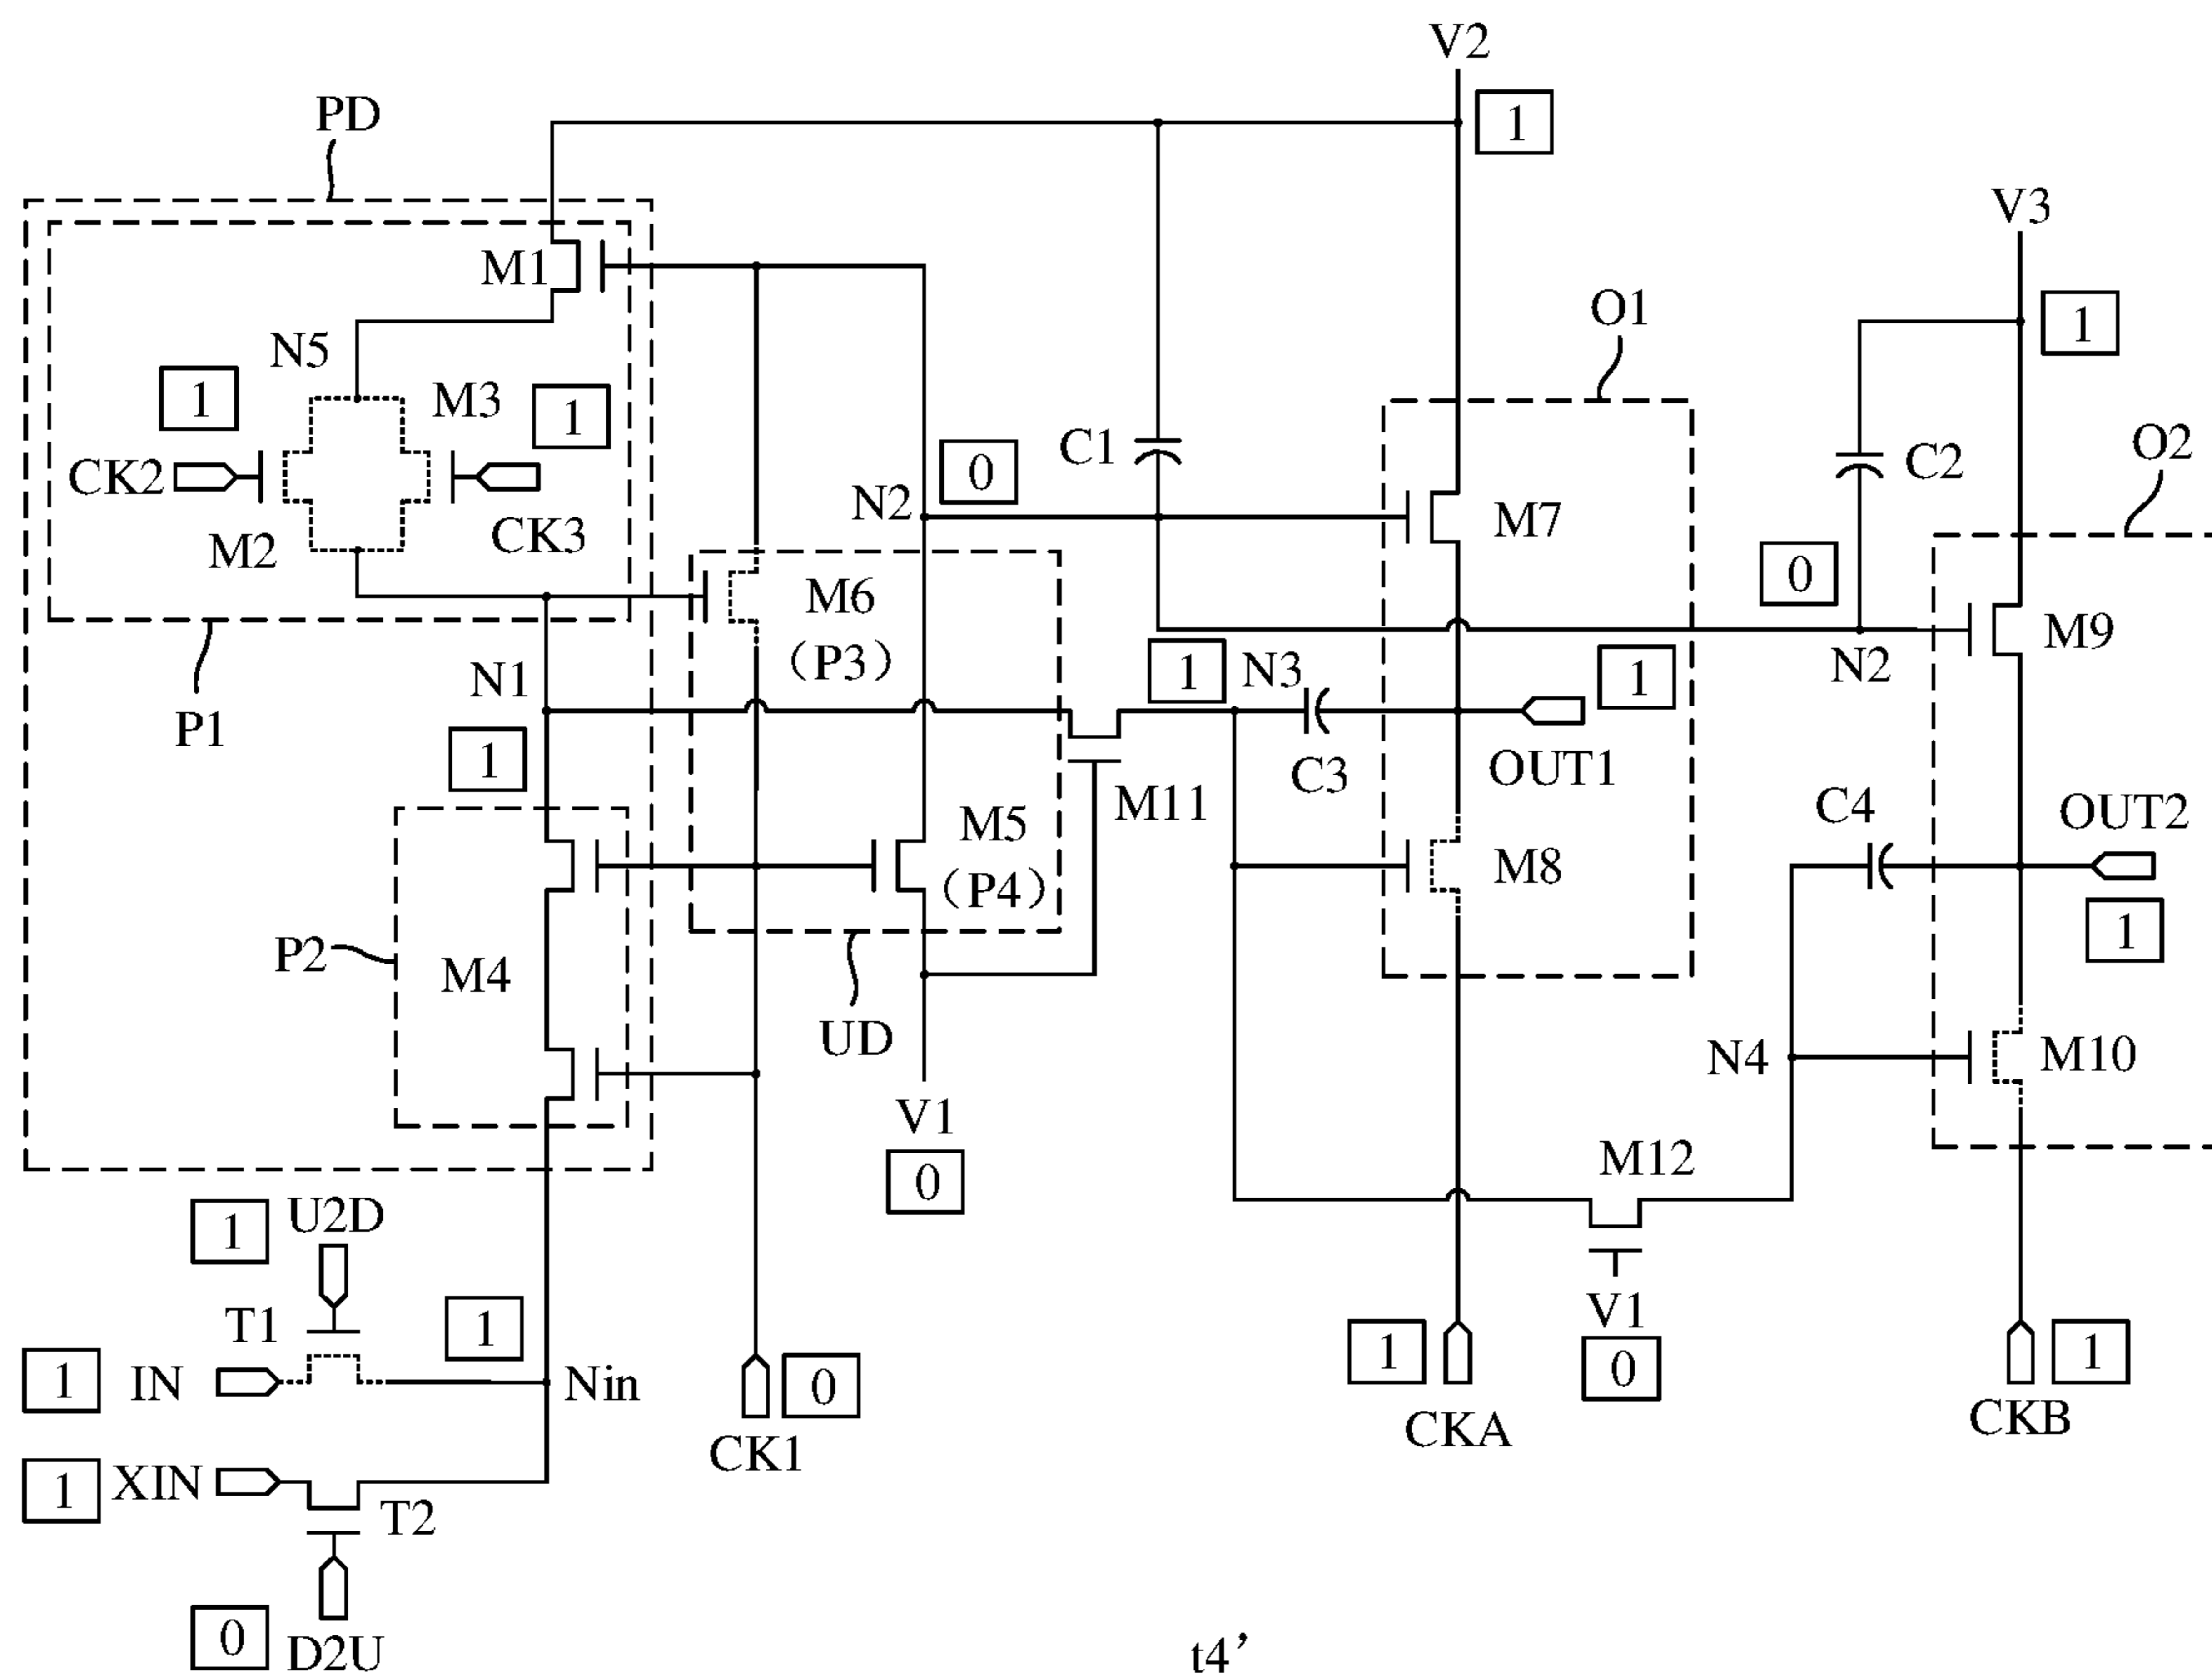 V2
1
PD
V3
M1
O1
1
N5
1
M3
1
C1
0
O2
C2
CK2
N2
M7
M2
CK3
0
M6
(P3)
M9
N1
1
N3
1
N2
P1
1
C3
OUT1
M11
M5
(P4)
M8
C4
OUT2
1
P2
M4
UD
N4
M10
V1
0
M12
1
U2D
T1
1
V1
0
1
IN
Nin
0
1
CKA
1
CKB
CK1
1
XIN
T2
0
D2U
t4’